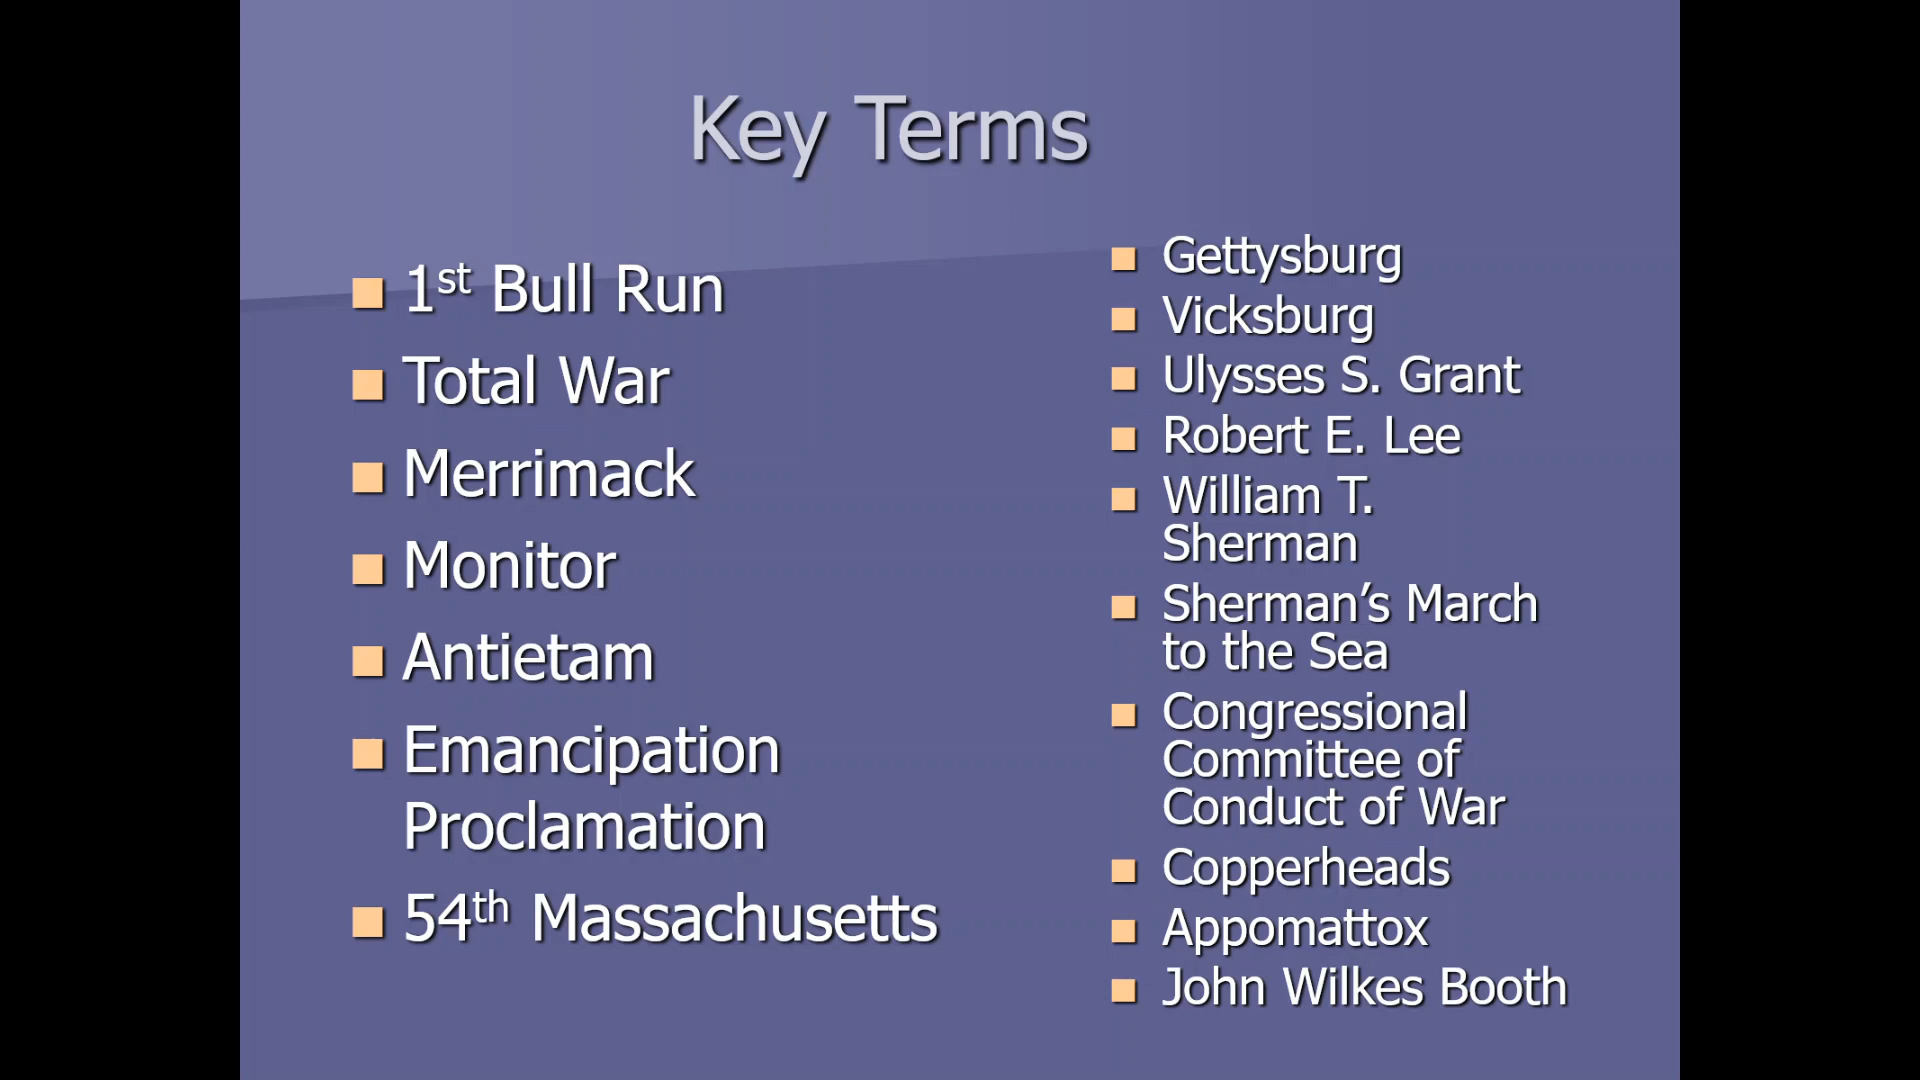 Key Terms
1st Bull Run
Total War
Merrimack
Monitor
Antietam
Emancipation
Proclamation
54th Massachusetts
Gettysburg
Vicksburg
Ulysses S. Grant
Robert E. Lee
William T.
Sherman
Sherman’s March
to the Sea
Congressional
Committee of
Conduct of War
Copperheads
Appomattox
John Wilkes Booth